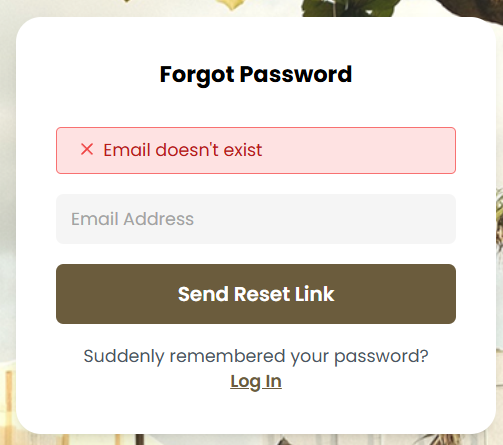 Forgot Password
× Email doesn't exist
Email Address
Send Reset Link
Suddenly remembered your password?
Log In